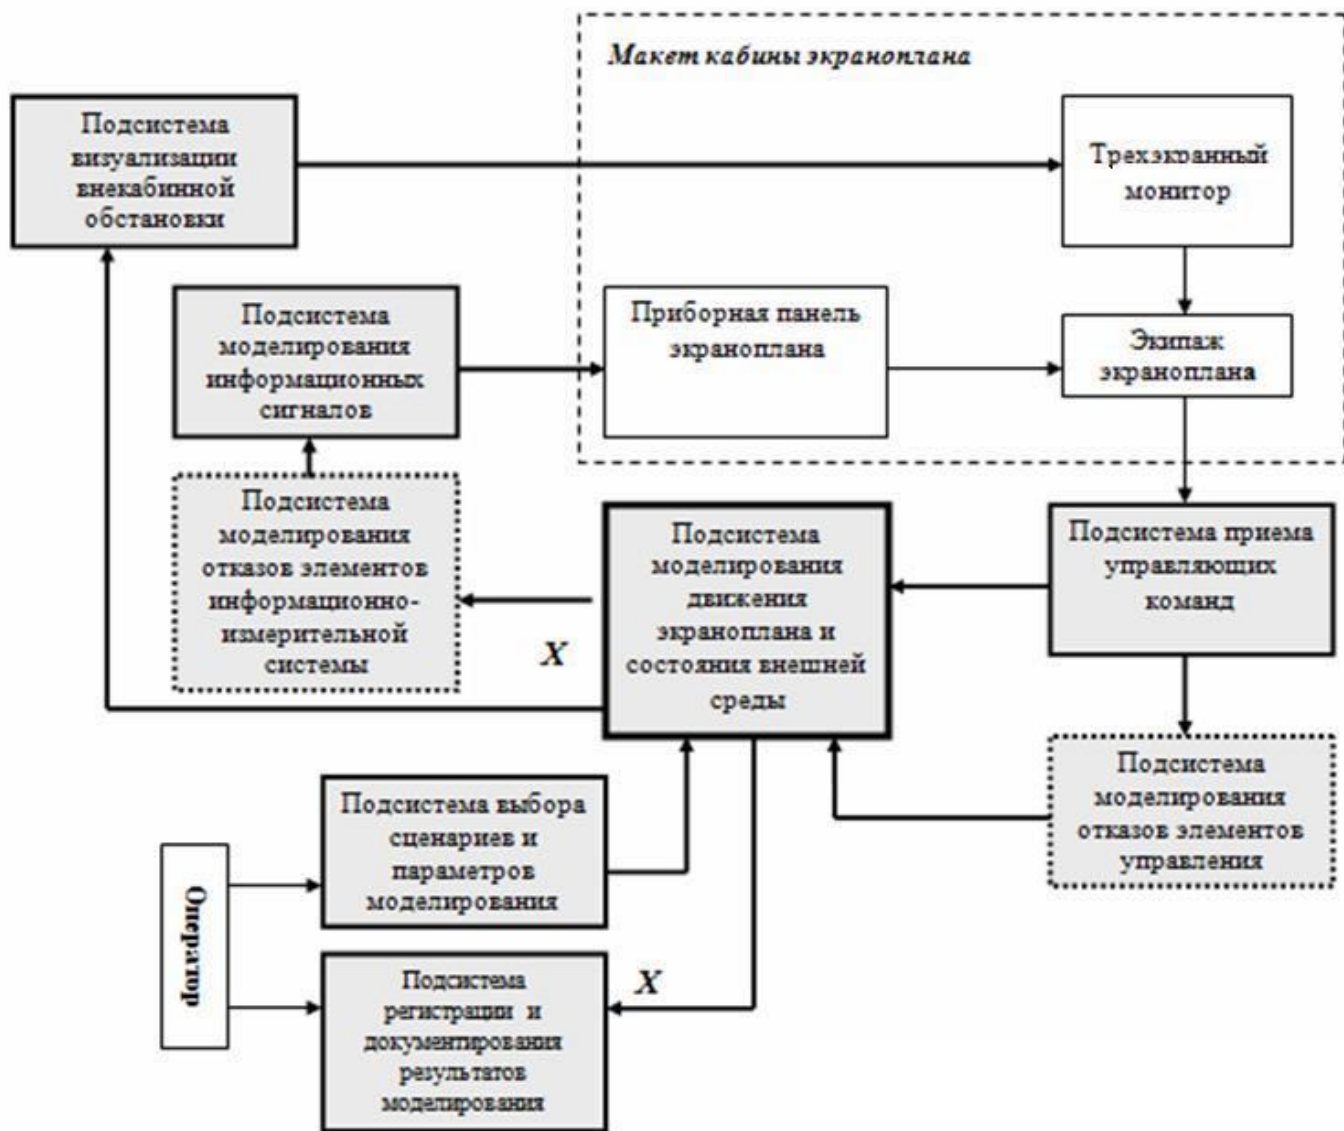 Макет кабины экраноплана
Подсистема
визуализации
внекабинной
обстановки
Трехэкранный
монитор
Подсистема
моделирования
информационных
сигналов
Приборная панель
экраноплана
Экипаж
экраноплана
Подсистема
моделирования
отказов элементов
информационно-
измерительной
системы
X
Подсистема
моделирования
движения
экраноплана и
состояния внешней
среды
Подсистема приема
управляющих
команд
Подсистема
моделирования
отказов элементов
управления
Оператор
Подсистема выбора
сценариев и
параметров
моделирования
Подсистема
регистрации и
документирования
результатов
моделирования
X